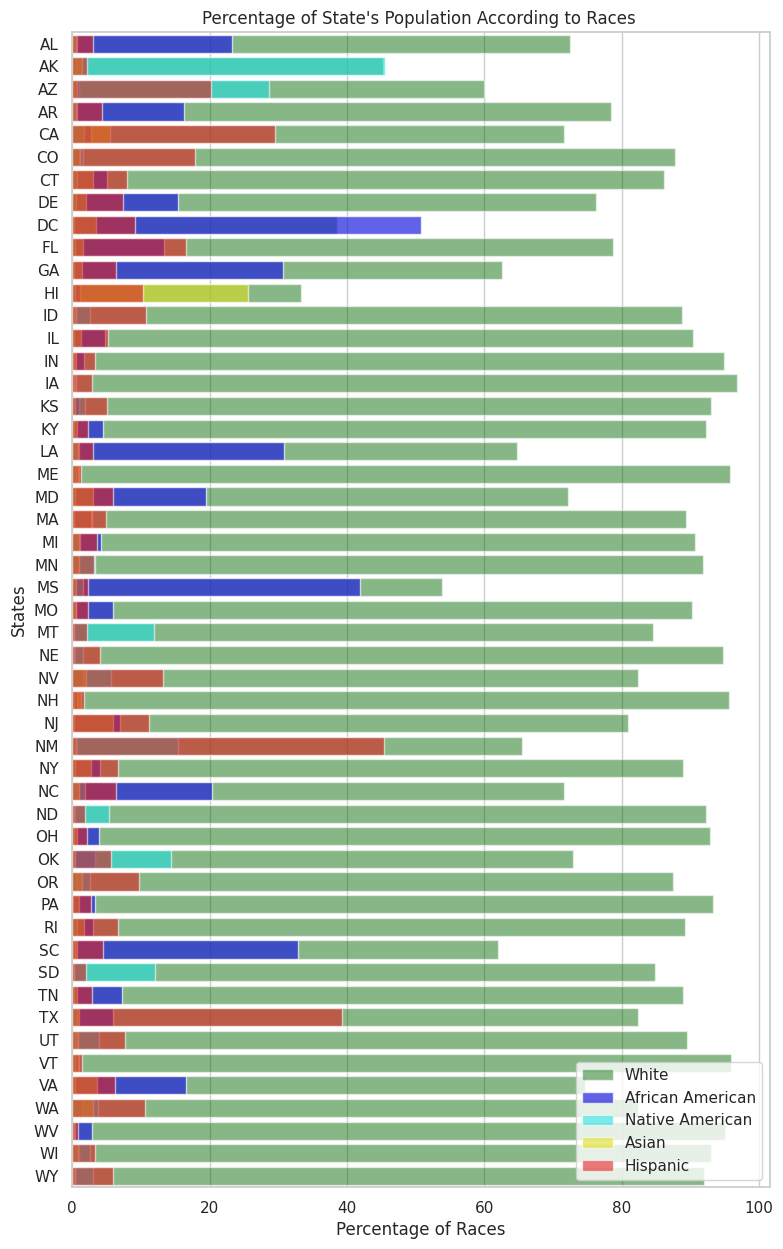 Percentage of State's Population According to Races
States
AL
AK
AZ
AR
CA
CO
CT
DE
DC
FL
GA
HI
ID
IL
IN
IA
KS
KY
LA
ME
MD
MA
MI
MN
MS
MO
MT
NE
NV
NH
NJ
NM
NY
NC
ND
OH
OK
OR
PA
RI
SC
SD
TN
TX
UT
VT
VA
WA
WV
WI
WY
White
African American
Native American
Asian
Hispanic
0 20 40 60 80 100
Percentage of Races